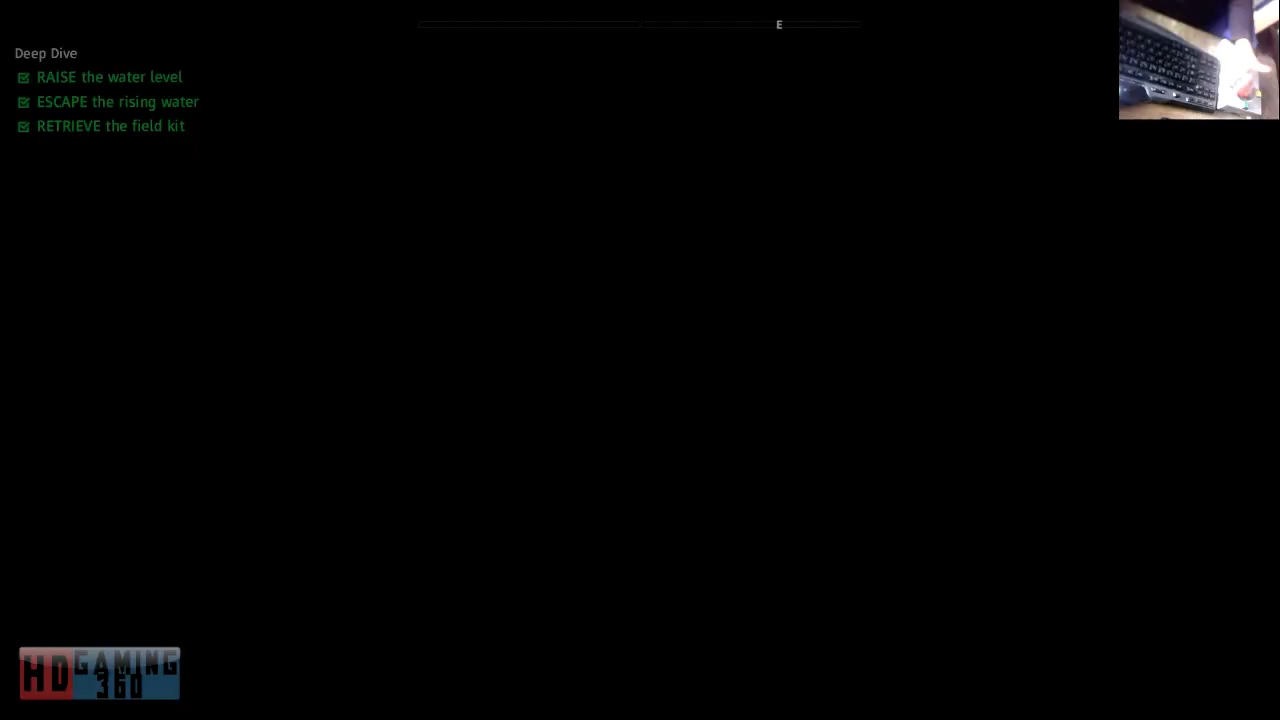 E
Deep Dive
RAISE the water level
ESCAPE the rising water
RETRIEVE the field kit
HD GAMING
360